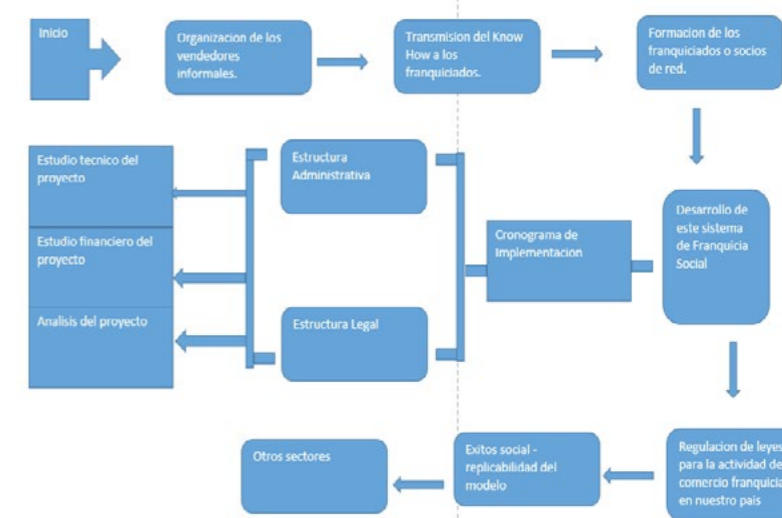 Inicio
Organizacion de los
vendedores
informales.
Transmision del Know
How a los
franquiciados.
Formacion de los
franquiciados o socios
de red.
Estudio tecnico del
proyecto
Estudio financiero del
proyecto
Analisis del proyecto
Estructura
Administrativa
Estructura Legal
Cronograma de
Implementacion
Desarrollo de
este sistema
de Franquicia
Social
Otros sectores
Exitos social -
replicabilidad del
modelo
Regulacion de leyes
para la actividad de
comercio franquicia
en nuestro pais